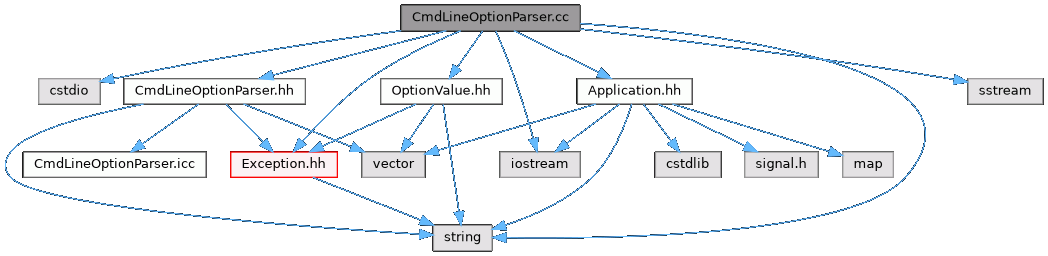 CmdLineOptionParser.cc
cstdio
CmdLineOptionParser.hh
OptionValue.hh
Application.hh
sstream
CmdLineOptionParser.icc
Exception.hh
vector
iostream
cstdlib
signal.h
map
string